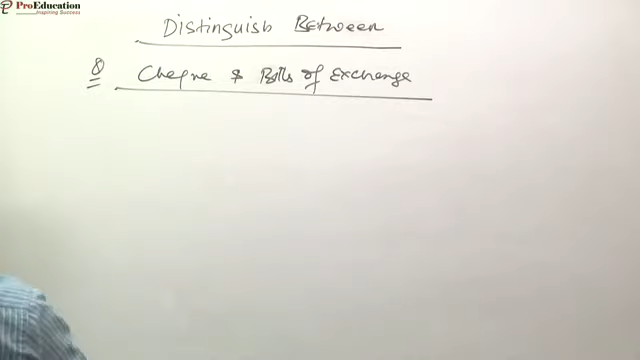 ProEducation
Inspiring Success
Distinguish Between
8 Cheque & Bills of Exchange